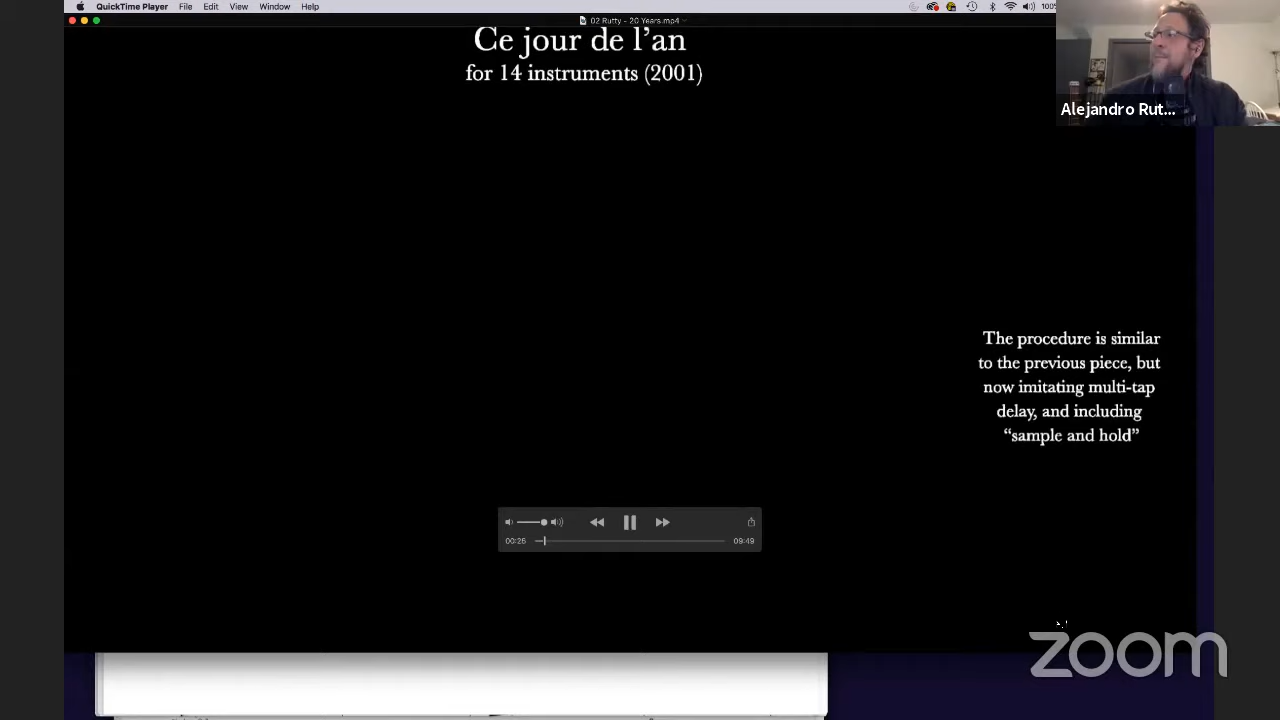 QuickTime Player File Edit View Window Help 100%
02 Rutty - 20 Years.mp4
Ce jour de l’an
for 14 instruments (2001)
Alejandro Rut...
The procedure is similar
to the previous piece, but
now imitating multi-tap
delay, and including
“sample and hold”
00:26 09:49
zoom